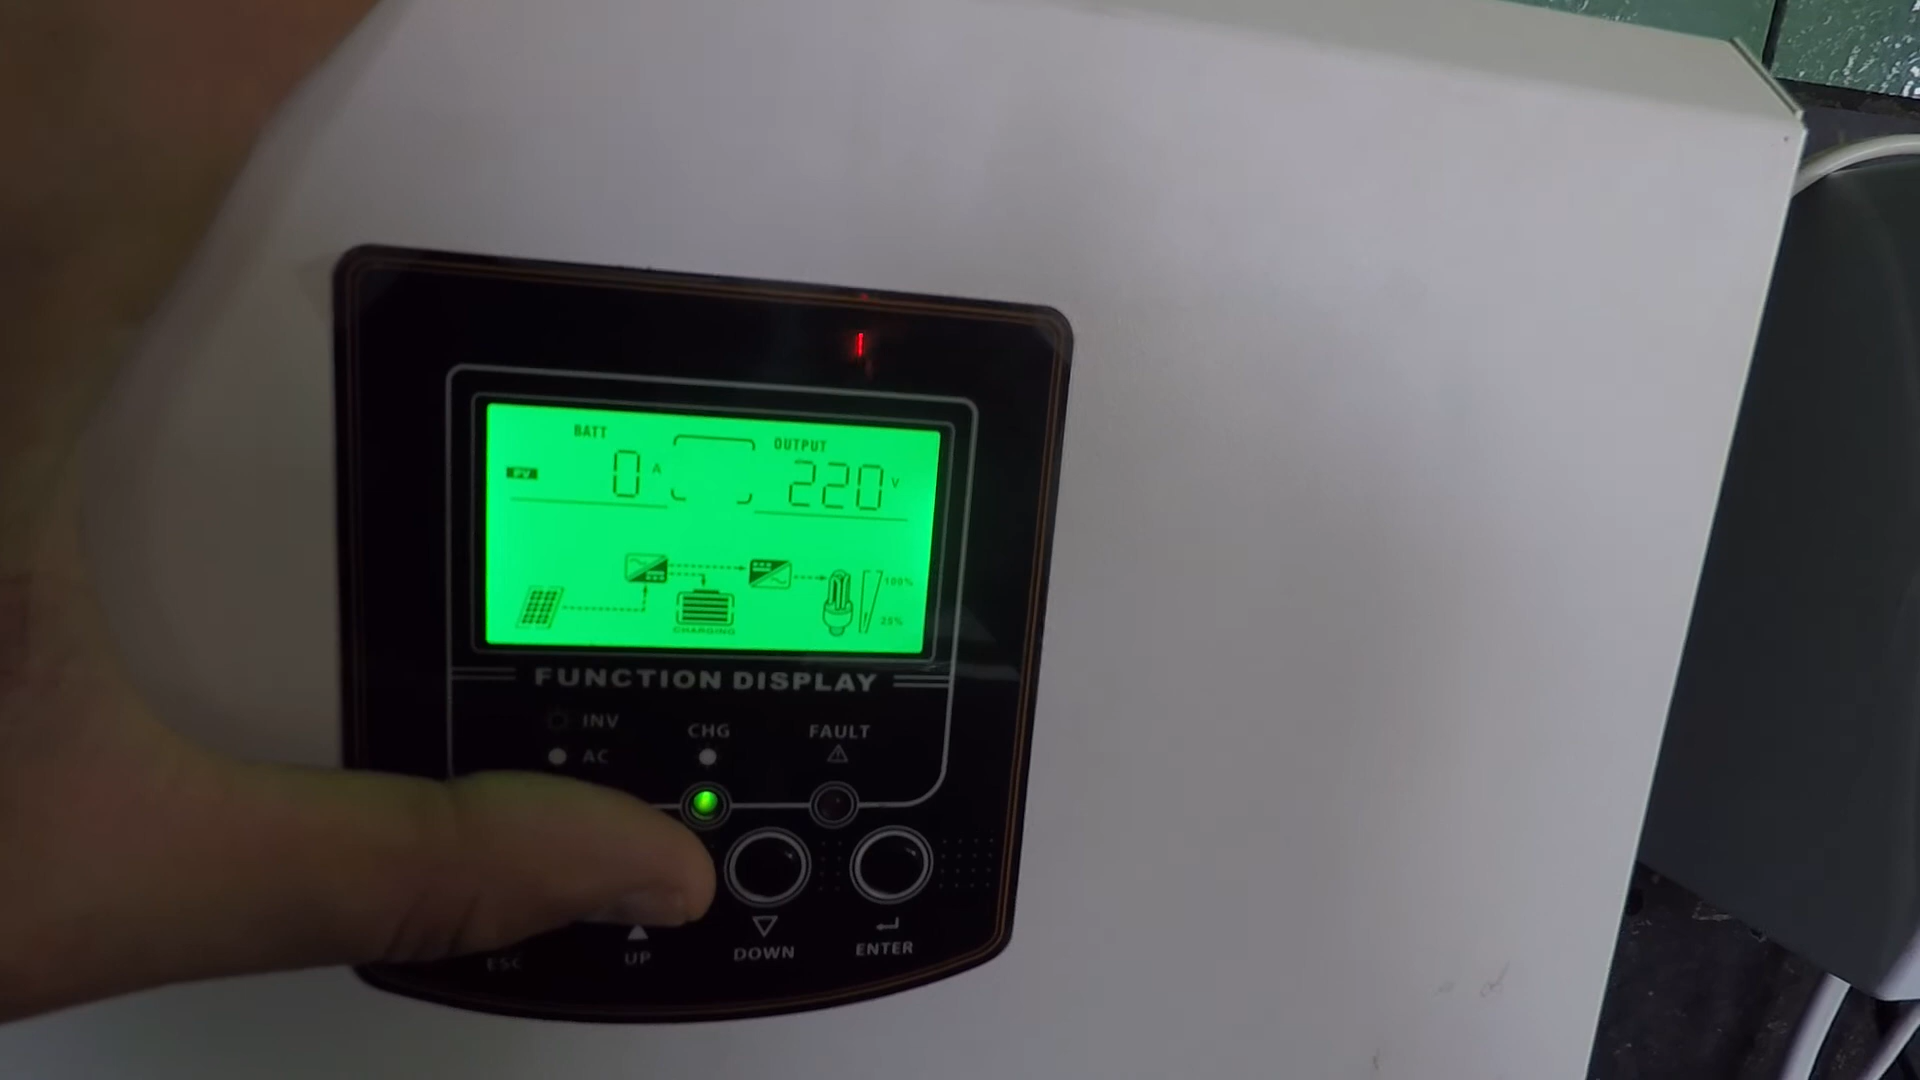 BATT
OUTPUT
PV
0 A
220 V
100%
25%
CHARGING
FUNCTION DISPLAY
INV
CHG
FAULT
AC
ESC
UP
DOWN
ENTER